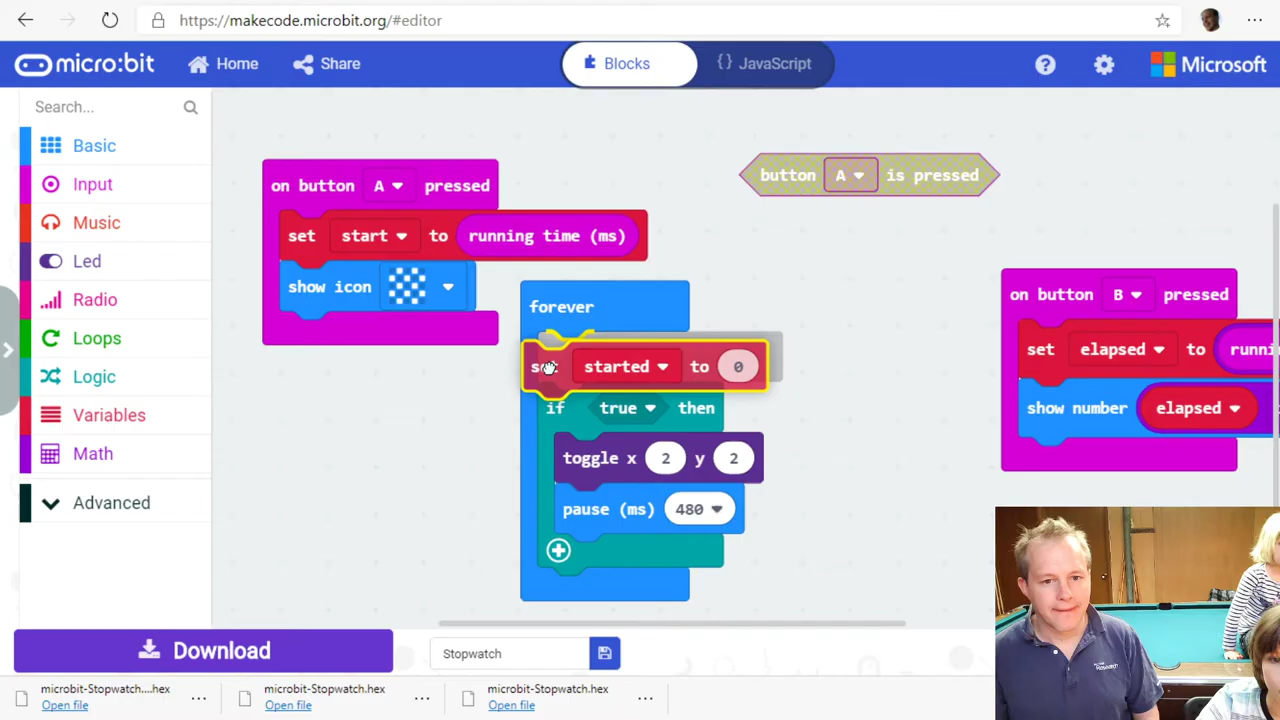 https://makecode.microbit.org/#editor
micro:bit
Home
Share
Blocks
{} JavaScript
Microsoft
Search...
Basic
Input
Music
Led
Radio
Loops
Logic
Variables
Math
Advanced
on button A pressed
set start to running time (ms)
show icon
button A is pressed
forever
started to 0
if true then
toggle x 2 y 2
pause (ms) 480
on button B pressed
set elapsed to runni
show number elapsed
Download
Stopwatch
microbit-Stopwatch....hex
Open file
microbit-Stopwatch.hex
Open file
microbit-Stopwatch.hex
Open file